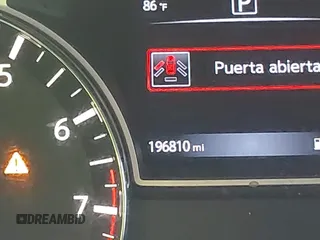 86°F
P
Puerta abierta
196810 mi
5
6
7
DREAMBID